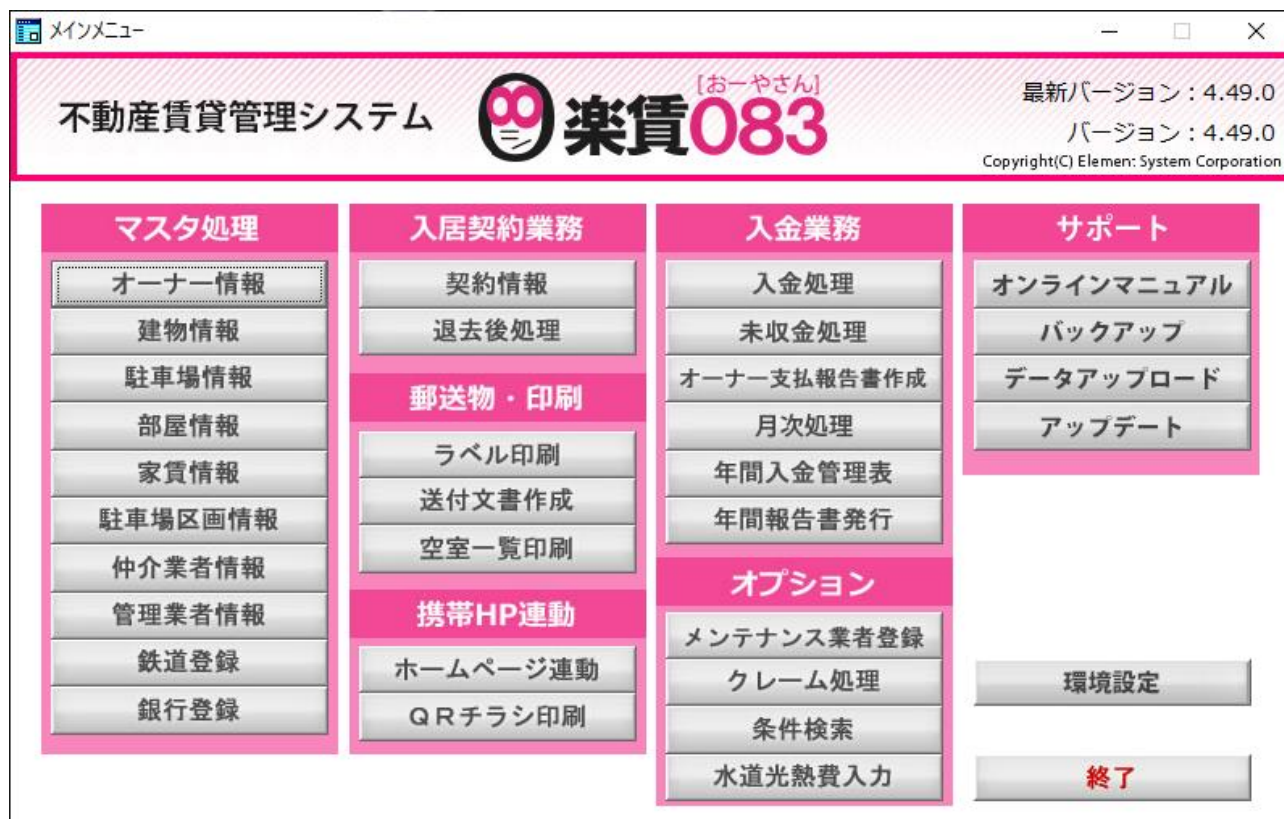 メインメニュー
不動産賃貸管理システム
楽賃083
[おーやさん]
最新バージョン : 4.49.0
バージョン : 4.49.0
Copyright(C) Element System Corporation
マスタ処理
オーナー情報
建物情報
駐車場情報
部屋情報
家賃情報
駐車場区画情報
仲介業者情報
管理業者情報
鉄道登録
銀行登録
入居契約業務
契約情報
退去後処理
郵送物・印刷
ラベル印刷
送付文書作成
空室一覧印刷
携帯HP連動
ホームページ連動
QRチラシ印刷
入金業務
入金処理
未収金処理
オーナー支払報告書作成
月次処理
年間入金管理表
年間報告書発行
オプション
メンテナンス業者登録
クレーム処理
条件検索
水道光熱費入力
サポート
オンラインマニュアル
バックアップ
データアップロード
アップデート
環境設定
終了